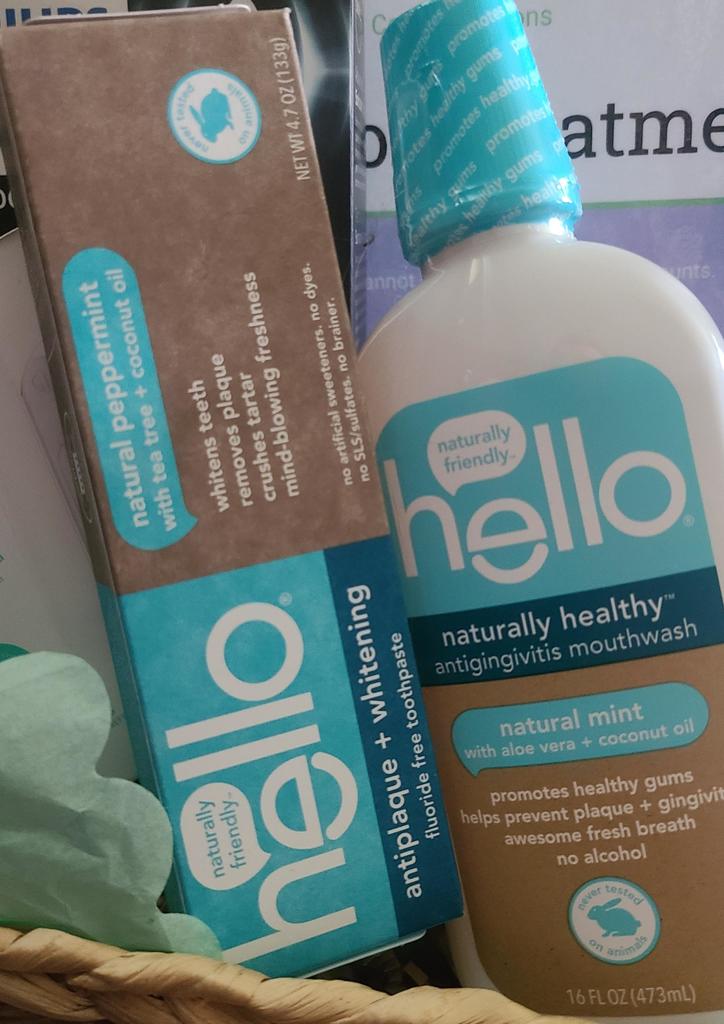 never tested
on animals
NET WT 4.7 OZ (133g)
natural peppermint
with tea tree + coconut oil
whitens teeth
removes plaque
crushes tartar
mind-blowing freshness
no artificial sweeteners. no dyes.
no SLS/sulfates. no brainer.
naturally
friendly™
hello®
antiplaque + whitening
fluoride free toothpaste
promotes healthy gums
naturally
friendly™
hello®
naturally healthy™
antigingivitis mouthwash
natural mint
with aloe vera + coconut oil
promotes healthy gums
helps prevent plaque + gingivit
awesome fresh breath
no alcohol
never tested
on animals
16 FL OZ (473mL)